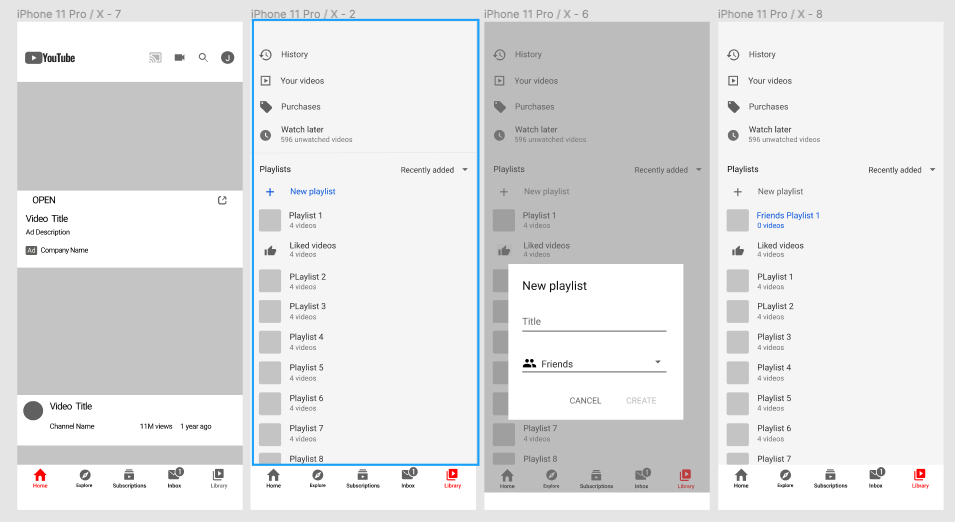 iPhone 11 Pro / X - 7
YouTube
J
OPEN
Video Title
Ad Description
Ad Company Name
Video Title
Channel Name 11M views 1 year ago
1
Home Explore Subscriptions Inbox Library
iPhone 11 Pro / X - 2
History
Your videos
Purchases
Watch later
596 unwatched videos
Playlists Recently added
+ New playlist
Playlist 1
4 videos
Liked videos
4 videos
PLaylist 2
4 videos
PLaylist 3
4 videos
Playlist 4
4 videos
Playlist 5
4 videos
Playlist 6
4 videos
Playlist 7
4 videos
Playlist 8
1
Home Explore Subscriptions Inbox Library
iPhone 11 Pro / X - 6
History
Your videos
Purchases
Watch later
596 unwatched videos
Playlists Recently added
+ New playlist
Playlist 1
4 videos
Liked videos
4 videos
New playlist
Title
Friends
CANCEL CREATE
Playlist 7
4 videos
Playlist 8
1
Home Explore Subscriptions Inbox Library
iPhone 11 Pro / X - 8
History
Your videos
Purchases
Watch later
596 unwatched videos
Playlists Recently added
+ New playlist
Friends Playlist 1
0 videos
Liked videos
4 videos
PLaylist 1
4 videos
PLaylist 2
4 videos
Playlist 3
4 videos
Playlist 4
4 videos
Playlist 5
4 videos
Playlist 6
4 videos
Playlist 7
1
Home Explore Subscriptions Inbox Library